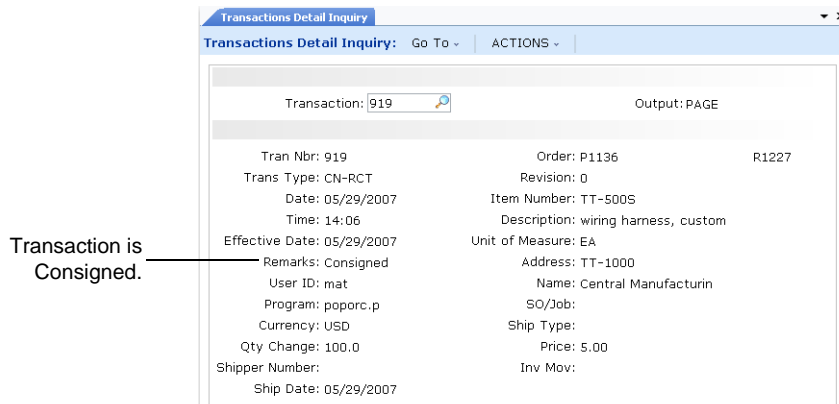 Transactions Detail Inquiry
Transactions Detail Inquiry: Go To ACTIONS
Transaction: 919 Output: PAGE
Tran Nbr: 919 Order: P1136 R1227
Trans Type: CN-RCT Revision: 0
Date: 05/29/2007 Item Number: TT-500S
Time: 14:06 Description: wiring harness, custom
Effective Date: 05/29/2007 Unit of Measure: EA
Remarks: Consigned Address: TT-1000
User ID: mat Name: Central Manufacturin
Program: poporc.p SO/Job:
Currency: USD Ship Type:
Qty Change: 100.0 Price: 5.00
Shipper Number: Inv Mov:
Ship Date: 05/29/2007
Transaction is
Consigned.